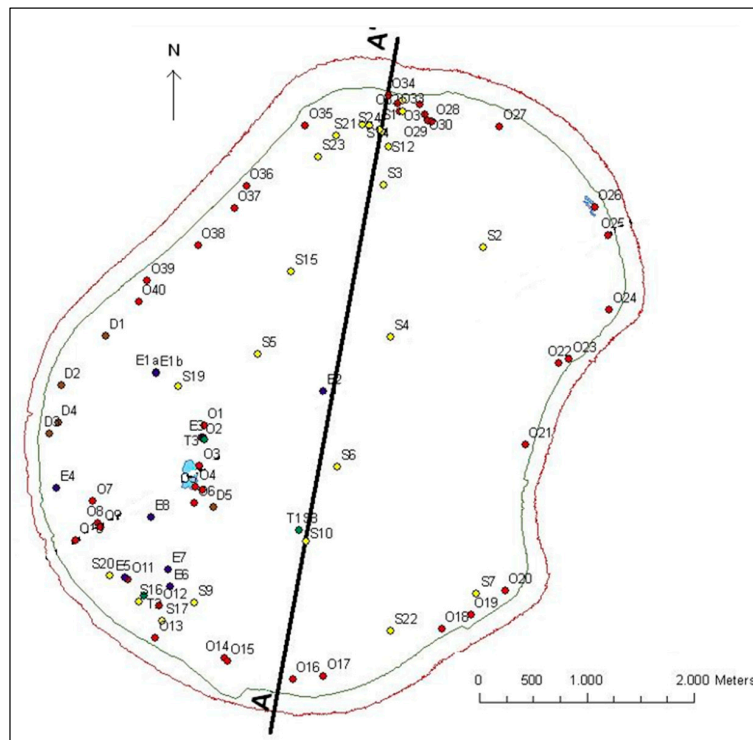 A'
N
O34
O33
S1
O28
O27
O35
S21
S24
O29
O30
S14
S12
S23
S3
O36
O37
O26
O25
S2
O38
S15
O39
O40
O24
D1
S4
S5
O22
O23
E1a
E1b
D2
S19
E2
D4
D3
O1
E3
O2
T3
O21
O3
S6
O4
E4
O6
D5
O7
O8
O9
E8
T1
S10
E7
S20
E5
O11
E6
S16
O12
S9
S7
O20
S17
O19
O13
S22
O18
O14
O15
O16
O17
A
0
500
1.000
2.000 Meters